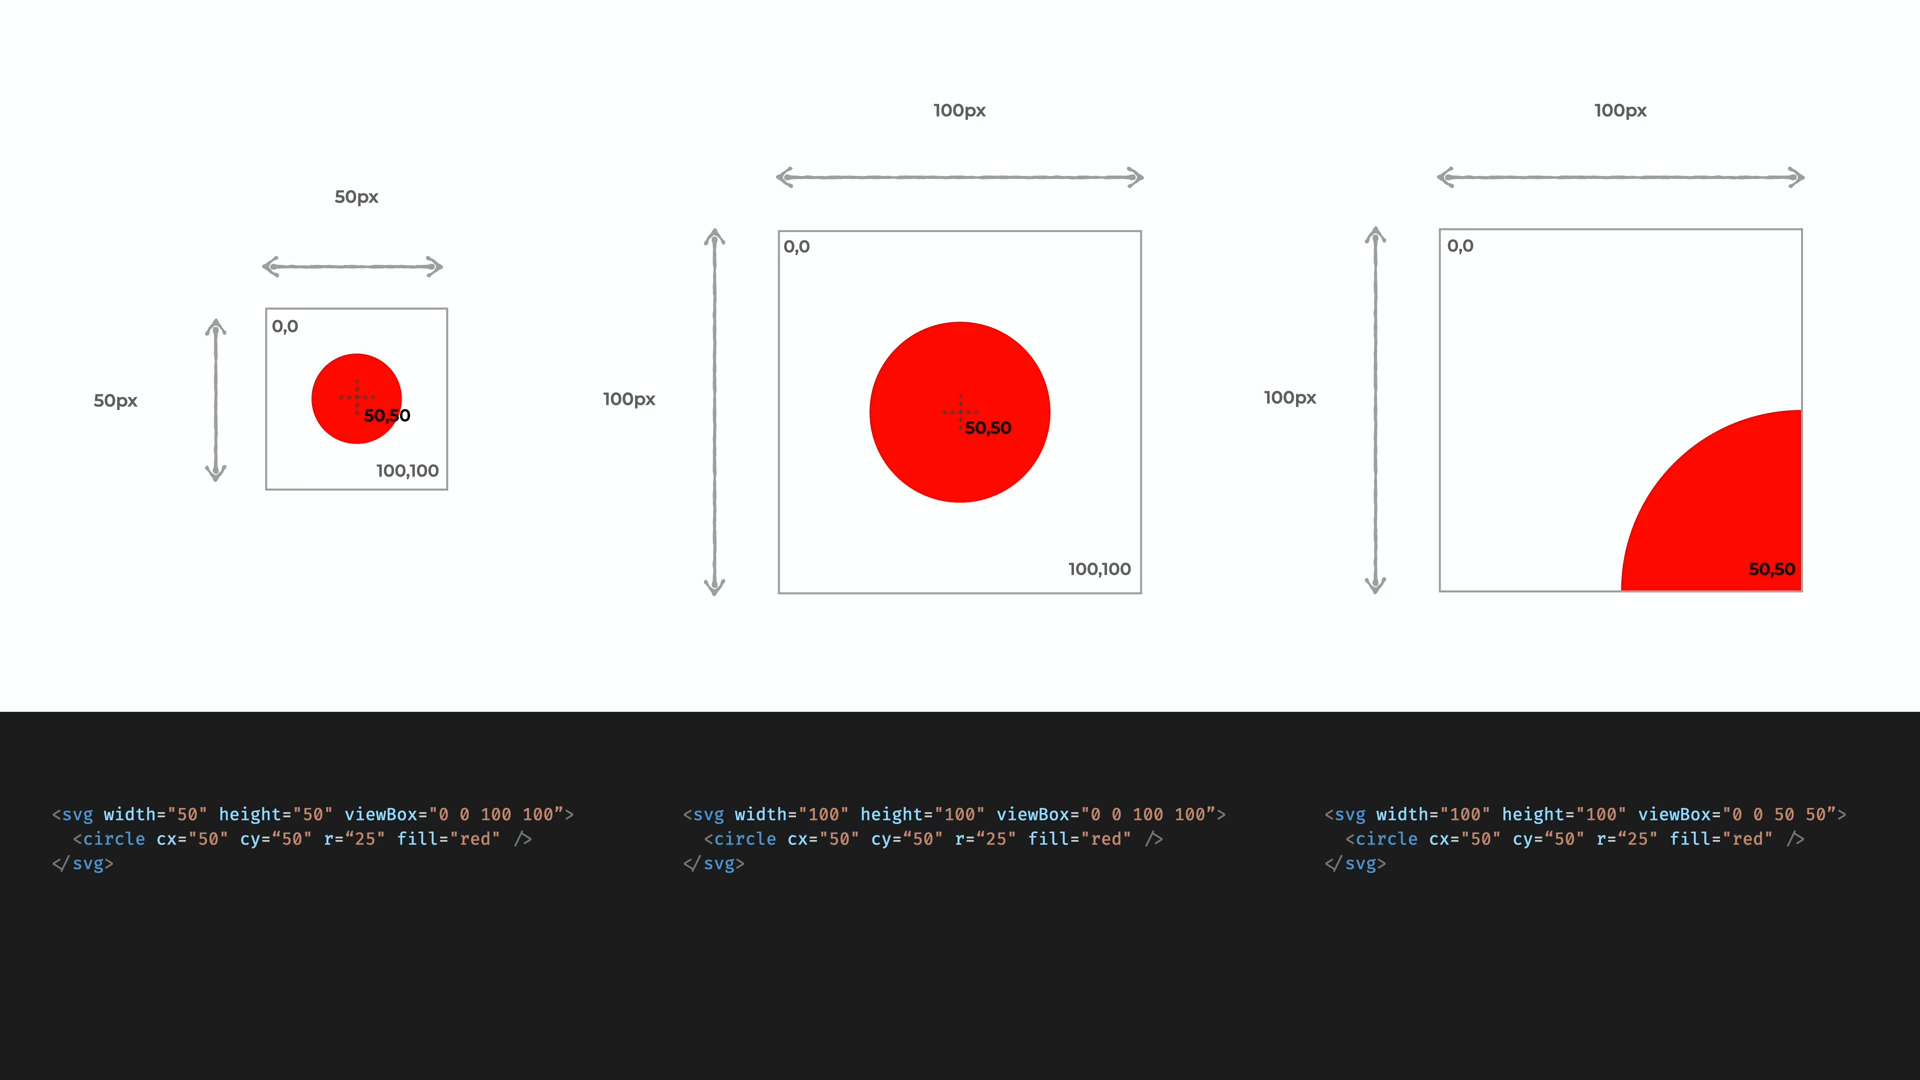 50px
50px
0,0
50,50
100,100
100px
100px
0,0
50,50
100,100
100px
100px
0,0
50,50
<svg width="50" height="50" viewBox="0 0 100 100”>
  <circle cx="50" cy=“50" r=“25" fill="red" />
</svg>
<svg width="100" height="100" viewBox="0 0 100 100”>
  <circle cx="50" cy=“50" r=“25" fill="red" />
</svg>
<svg width="100" height="100" viewBox="0 0 50 50”>
  <circle cx="50" cy=“50" r=“25" fill="red" />
</svg>